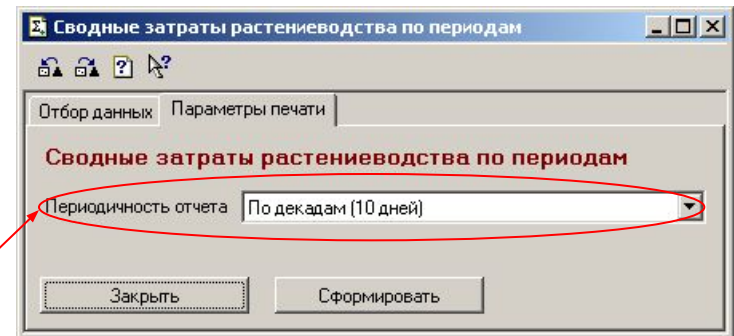 Сводные затраты растениеводства по периодам
Отбор данных Параметры печати
Сводные затраты растениеводства по периодам
Периодичность отчета По декадам (10 дней)
Закрыть Сформировать